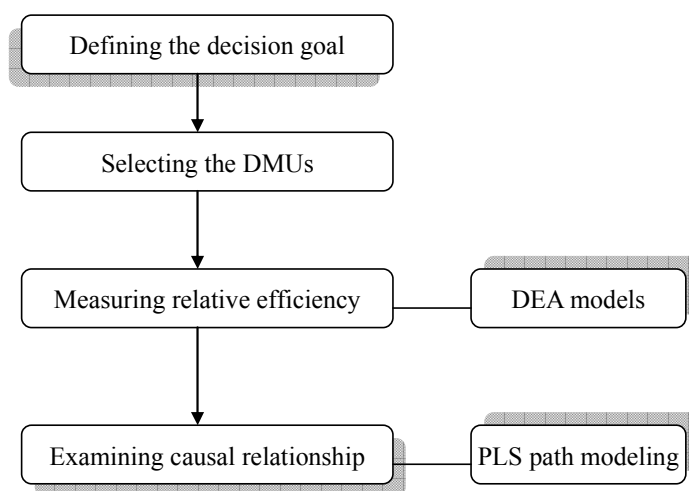 Defining the decision goal
Selecting the DMUs
Measuring relative efficiency
DEA models
Examining causal relationship
PLS path modeling